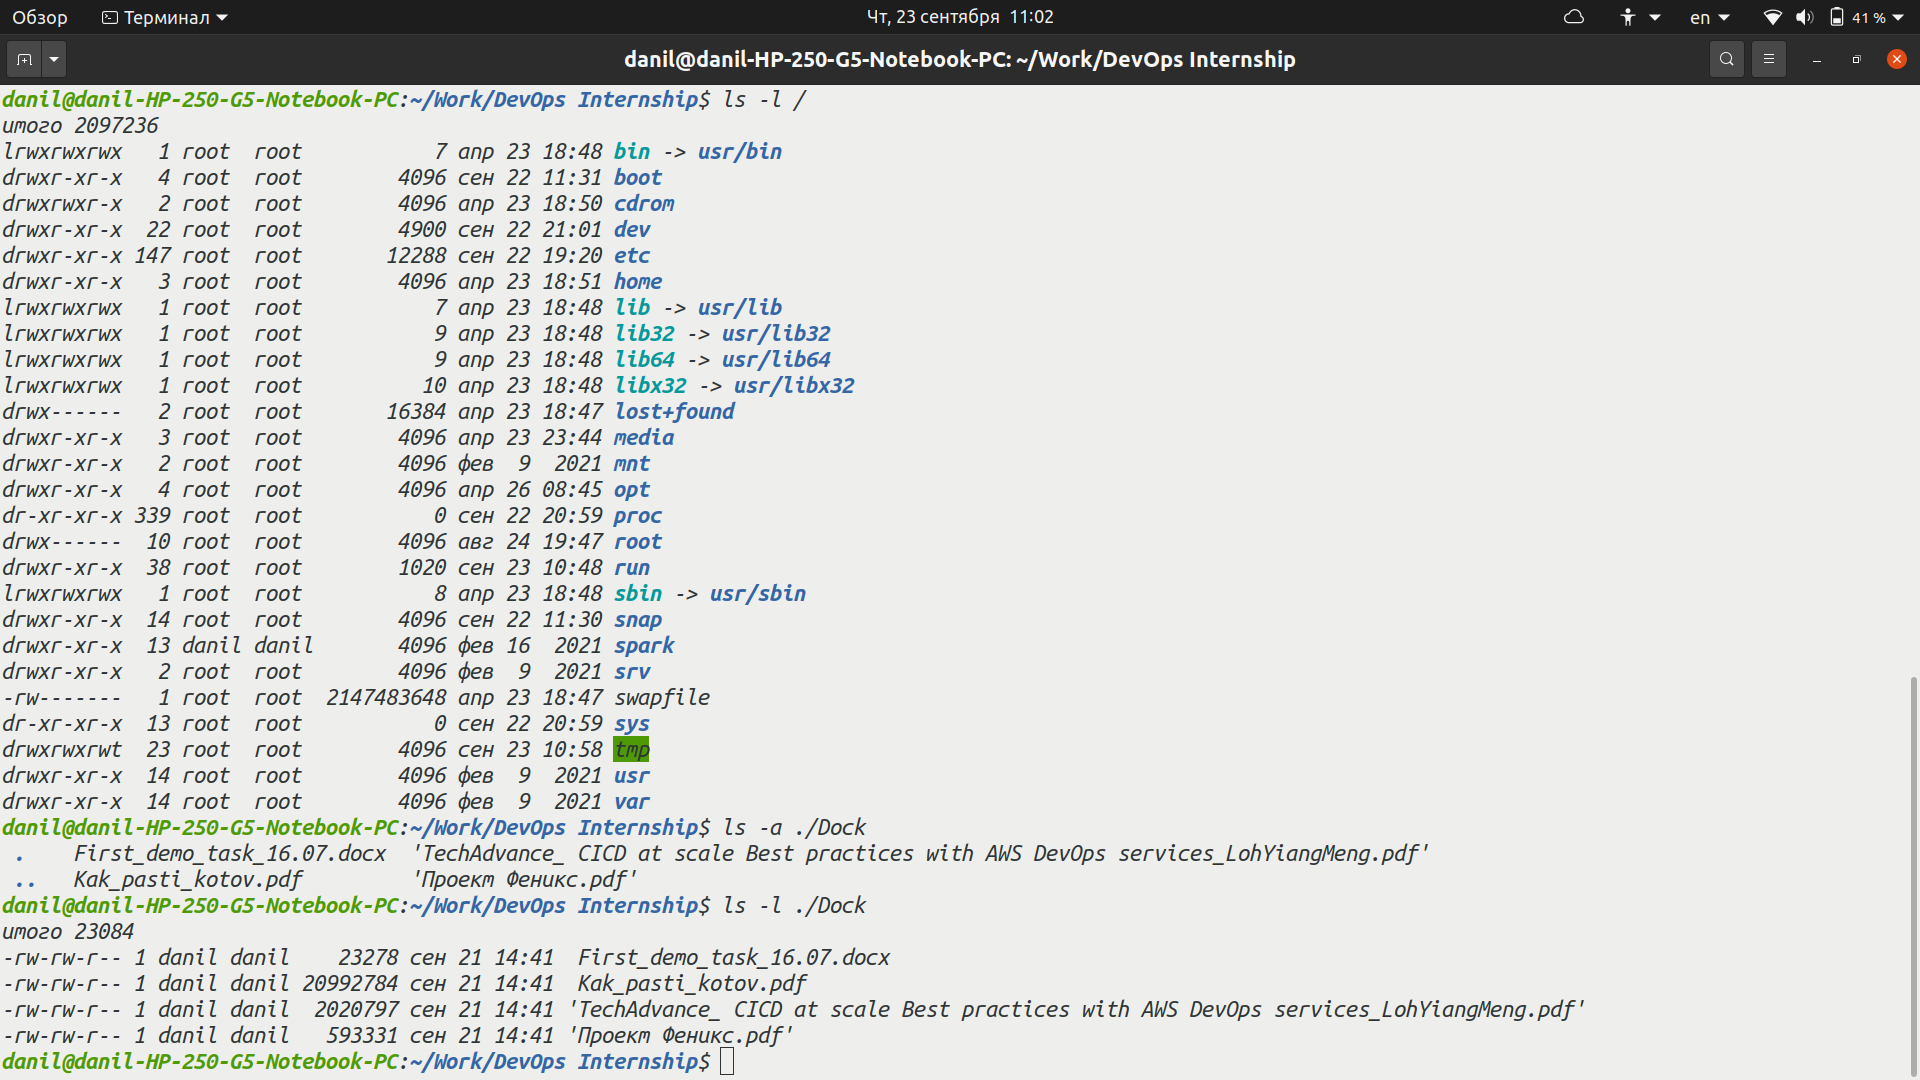 Обзор Терминал Чт, 23 сентября 11:02 en 41 %
danil@danil-HP-250-G5-Notebook-PC: ~/Work/DevOps Internship
danil@danil-HP-250-G5-Notebook-PC:~/Work/DevOps Internship$ ls -l /
итого 2097236
lrwxrwxrwx   1 root  root           7 апр 23 18:48 bin -> usr/bin
drwxr-xr-x   4 root  root        4096 сен 22 11:31 boot
drwxrwxr-x   2 root  root        4096 апр 23 18:50 cdrom
drwxr-xr-x  22 root  root        4900 сен 22 21:01 dev
drwxr-xr-x 147 root  root       12288 сен 22 19:20 etc
drwxr-xr-x   3 root  root        4096 апр 23 18:51 home
lrwxrwxrwx   1 root  root           7 апр 23 18:48 lib -> usr/lib
lrwxrwxrwx   1 root  root           9 апр 23 18:48 lib32 -> usr/lib32
lrwxrwxrwx   1 root  root           9 апр 23 18:48 lib64 -> usr/lib64
lrwxrwxrwx   1 root  root          10 апр 23 18:48 libx32 -> usr/libx32
drwx------   2 root  root       16384 апр 23 18:47 lost+found
drwxr-xr-x   3 root  root        4096 апр 23 23:44 media
drwxr-xr-x   2 root  root        4096 фев  9  2021 mnt
drwxr-xr-x   4 root  root        4096 апр 26 08:45 opt
dr-xr-xr-x 339 root  root           0 сен 22 20:59 proc
drwx------  10 root  root        4096 авг 24 19:47 root
drwxr-xr-x  38 root  root        1020 сен 23 10:48 run
lrwxrwxrwx   1 root  root           8 апр 23 18:48 sbin -> usr/sbin
drwxr-xr-x  14 root  root        4096 сен 22 11:30 snap
drwxr-xr-x  13 danil danil       4096 фев 16  2021 spark
drwxr-xr-x   2 root  root        4096 фев  9  2021 srv
-rw-------   1 root  root  2147483648 апр 23 18:47 swapfile
dr-xr-xr-x  13 root  root           0 сен 22 20:59 sys
drwxrwxrwt  23 root  root        4096 сен 23 10:58 tmp
drwxr-xr-x  14 root  root        4096 фев  9  2021 usr
drwxr-xr-x  14 root  root        4096 фев  9  2021 var
danil@danil-HP-250-G5-Notebook-PC:~/Work/DevOps Internship$ ls -a ./Dock
 .    First_demo_task_16.07.docx  'TechAdvance_ CICD at scale Best practices with AWS DevOps services_LohYiangMeng.pdf'
 ..   Kak_pasti_kotov.pdf         'Проект Феникс.pdf'
danil@danil-HP-250-G5-Notebook-PC:~/Work/DevOps Internship$ ls -l ./Dock
итого 23084
-rw-rw-r-- 1 danil danil    23278 сен 21 14:41  First_demo_task_16.07.docx
-rw-rw-r-- 1 danil danil 20992784 сен 21 14:41  Kak_pasti_kotov.pdf
-rw-rw-r-- 1 danil danil  2020797 сен 21 14:41 'TechAdvance_ CICD at scale Best practices with AWS DevOps services_LohYiangMeng.pdf'
-rw-rw-r-- 1 danil danil   593331 сен 21 14:41 'Проект Феникс.pdf'
danil@danil-HP-250-G5-Notebook-PC:~/Work/DevOps Internship$